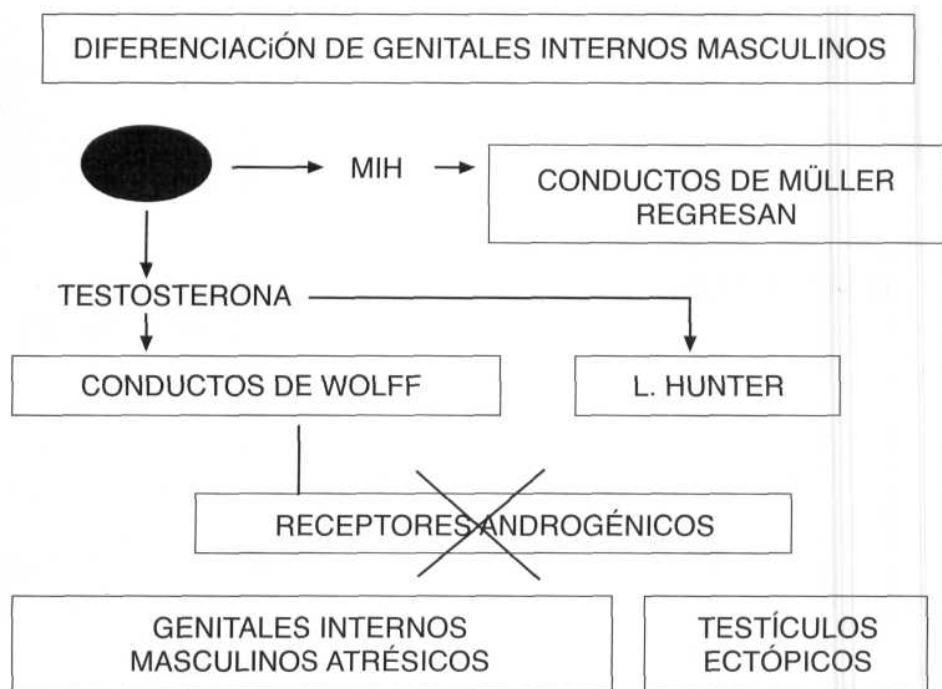 DIFERENCIACiÓN DE GENITALES INTERNOS MASCULINOS
MIH
CONDUCTOS DE MÜLLER
REGRESAN
TESTOSTERONA
CONDUCTOS DE WOLFF
L. HUNTER
RECEPTORES ANDROGÉNICOS
GENITALES INTERNOS
MASCULINOS ATRÉSICOS
TESTÍCULOS
ECTÓPICOS